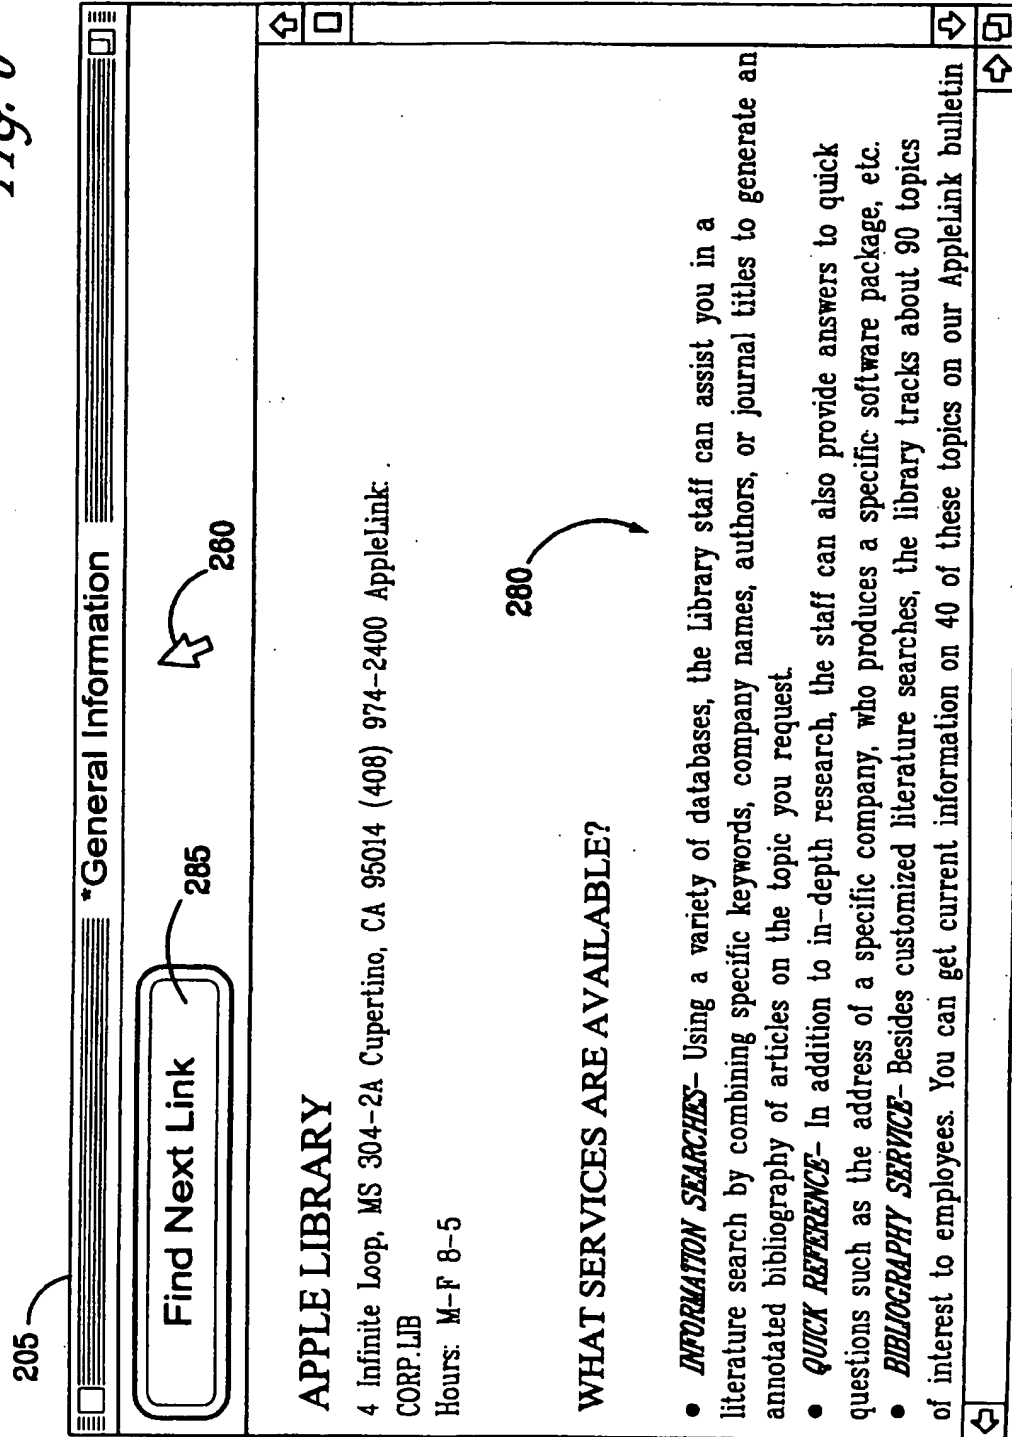 Fig. 6
205
*General Information
Find Next Link
285
260
APPLE LIBRARY
4 Infinite Loop, MS 304-2A Cupertino, CA 95014 (408) 974-2400 AppleLink:
CORP.LIB
Hours: M-F 8-5
280
WHAT SERVICES ARE AVAILABLE?
• INFORMATION SEARCHES- Using a variety of databases, the Library staff can assist you in a
literature search by combining specific keywords, company names, authors, or journal titles to generate an
annotated bibliography of articles on the topic you request.
• QUICK REFERENCE- In addition to in-depth research, the staff can also provide answers to quick
questions such as the address of a specific company, who produces a specific software package, etc.
• BIBLIOGRAPHY SERVICE- Besides customized literature searches, the library tracks about 90 topics
of interest to employees. You can get current information on 40 of these topics on our AppleLink bulletin